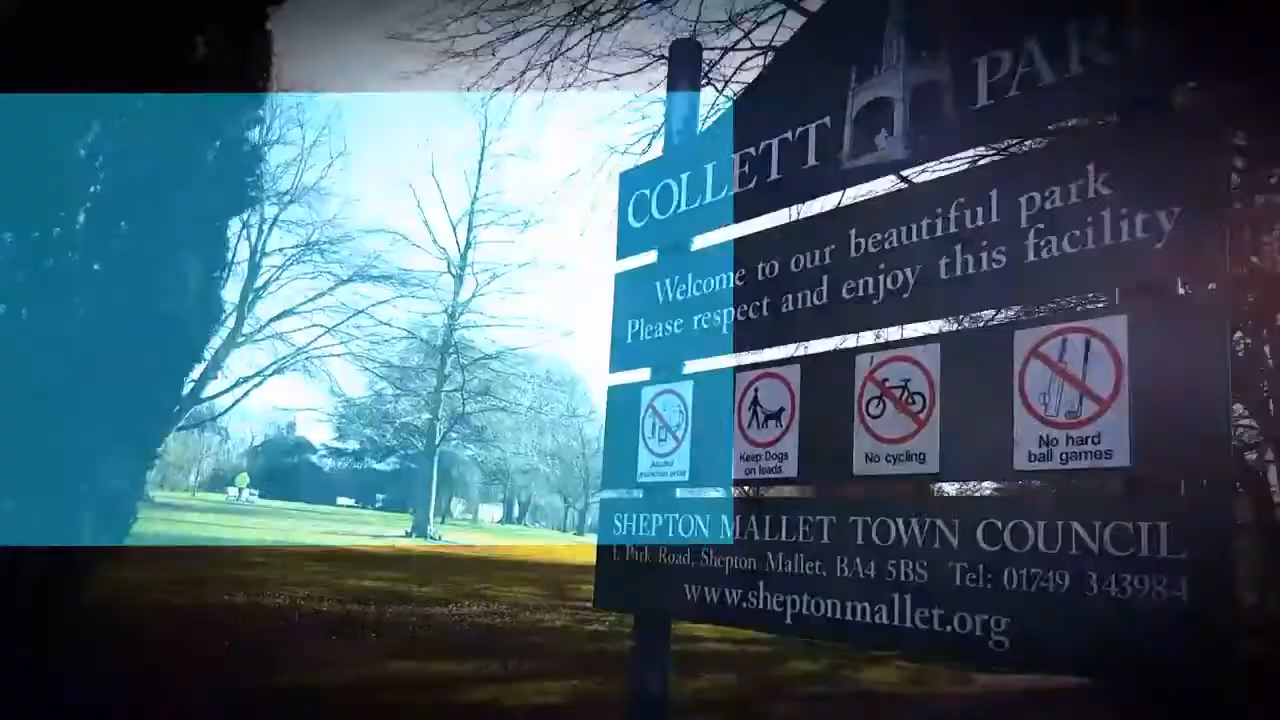 COLLETT PARK
Welcome to our beautiful park
Please respect and enjoy this facility
Keep Dogs
on leads
No cycling
No hard
ball games
SHEPTON MALLET TOWN COUNCIL
1, Park Road, Shepton Mallet, BA4 5BS Tel: 01749 343984
www.sheptonmallet.org